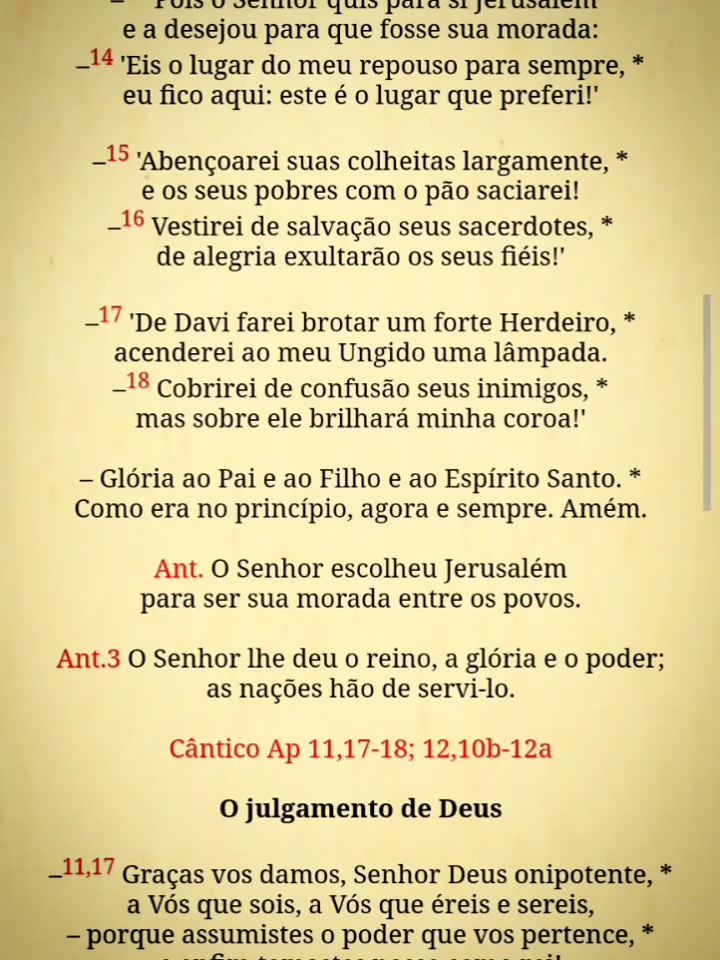 – Pois o Senhor quis para si Jerusalém
e a desejou para que fosse sua morada:
–14 'Eis o lugar do meu repouso para sempre, *
eu fico aqui: este é o lugar que preferi!'
–15 'Abençoarei suas colheitas largamente, *
e os seus pobres com o pão saciarei!
–16 Vestirei de salvação seus sacerdotes, *
de alegria exultarão os seus fiéis!'
–17 'De Davi farei brotar um forte Herdeiro, *
acenderei ao meu Ungido uma lâmpada.
–18 Cobrirei de confusão seus inimigos, *
mas sobre ele brilhará minha coroa!'
– Glória ao Pai e ao Filho e ao Espírito Santo. *
Como era no princípio, agora e sempre. Amém.
Ant. O Senhor escolheu Jerusalém
para ser sua morada entre os povos.
Ant.3 O Senhor lhe deu o reino, a glória e o poder;
as nações hão de servi-lo.
Cântico Ap 11,17-18; 12,10b-12a
O julgamento de Deus
–11,17 Graças vos damos, Senhor Deus onipotente, *
a Vós que sois, a Vós que éreis e sereis,
– porque assumistes o poder que vos pertence, *